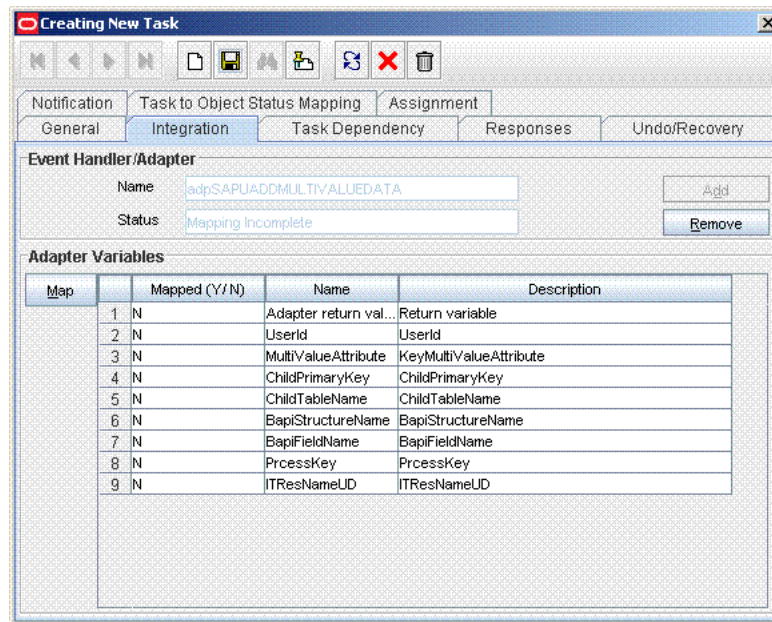 Creating New Task
Notification Task to Object Status Mapping Assignment
General Integration Task Dependency Responses Undo/Recovery
Event Handler/Adapter
Name adpSAPUADDMULTIVALUEDATA Add
Status Mapping Incomplete Remove
Adapter Variables
Map Mapped (Y/N) Name Description
1 N Adapter return val... Return variable
2 N UserId UserId
3 N MultiValueAttribute KeyMultiValueAttribute
4 N ChildPrimaryKey ChildPrimaryKey
5 N ChildTableName ChildTableName
6 N BapiStructureName BapiStructureName
7 N BapiFieldName BapiFieldName
8 N PrcessKey PrcessKey
9 N ITResNameUD ITResNameUD